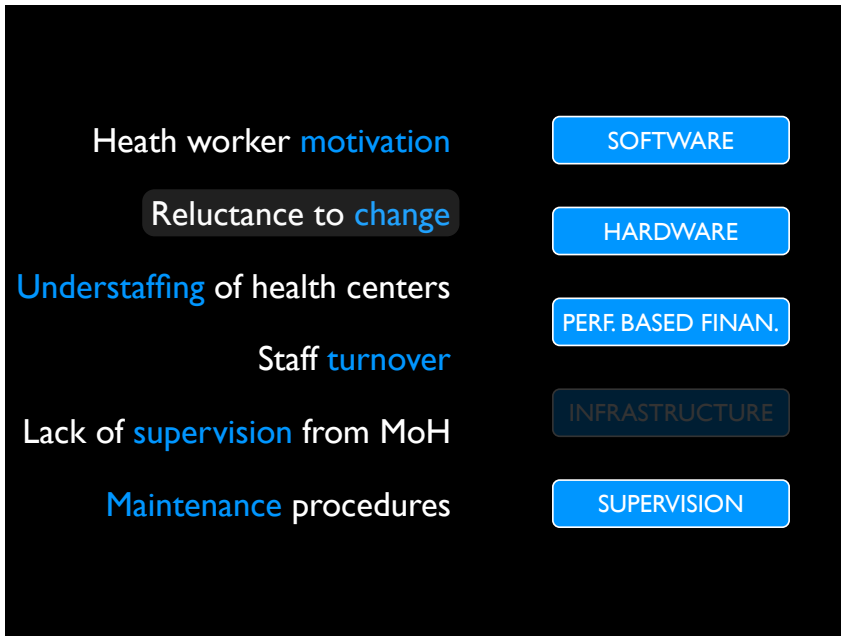 Heath worker motivation
Reluctance to change
Understaffing of health centers
Staff turnover
Lack of supervision from MoH
Maintenance procedures
SOFTWARE
HARDWARE
PERF. BASED FINAN.
INFRASTRUCTURE
SUPERVISION